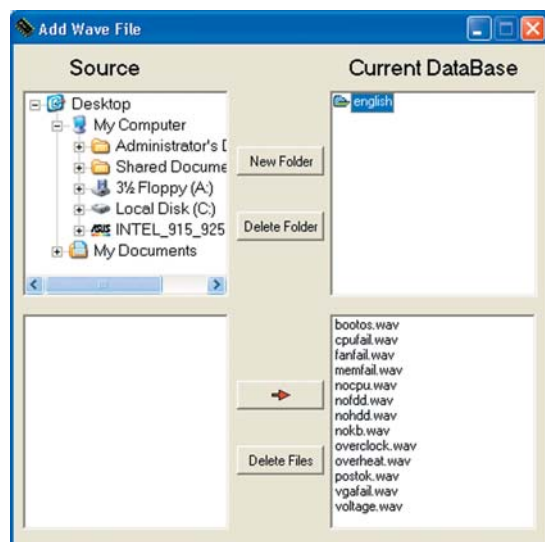 Add Wave File
Source
Current DataBase
Desktop
My Computer
Administrator's D
Shared Docume
3½ Floppy (A:)
Local Disk (C:)
INTEL_915_925
My Documents
New Folder
Delete Folder
english
Delete Files
bootos.wav
cpufail.wav
fanfail.wav
memfail.wav
nocpu.wav
nofdd.wav
nohdd.wav
nokb.wav
overclock.wav
overheat.wav
postok.wav
vgafail.wav
voltage.wav